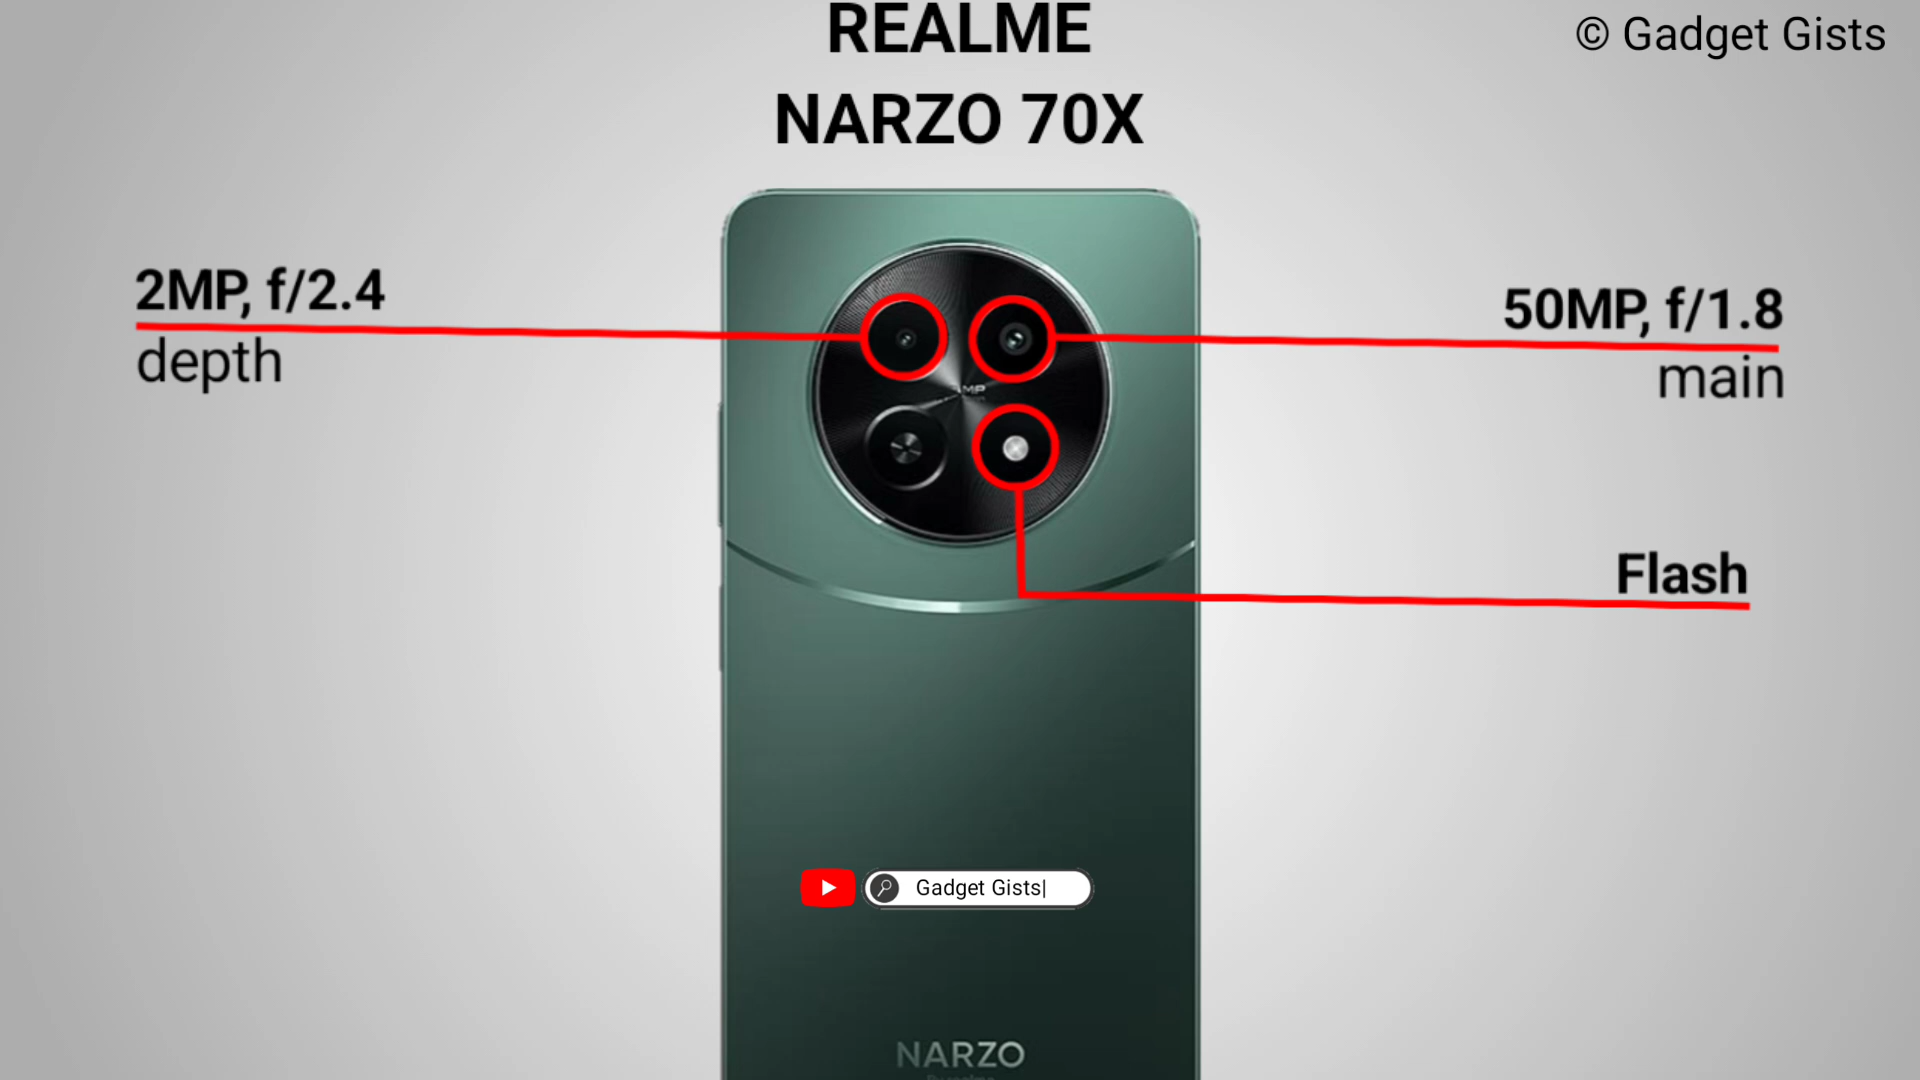 REALME
© Gadget Gists
NARZO 70X
2MP, f/2.4
depth
50MP, f/1.8
main
Flash
Gadget Gists
NARZO